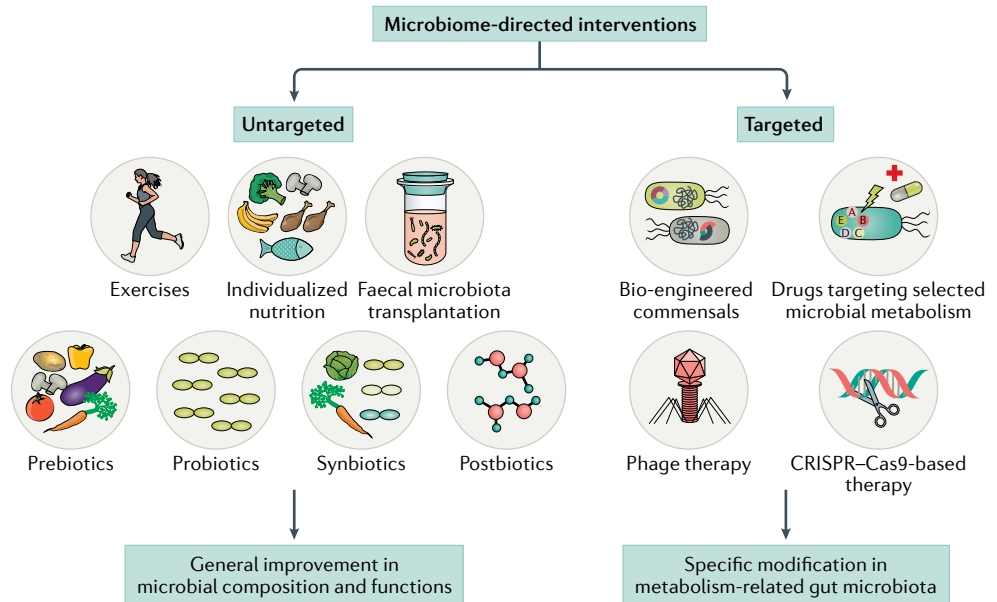 Microbiome-directed interventions
Untargeted
Targeted
A
B
C
D
E
Exercises
Individualized
nutrition
Faecal microbiota
transplantation
Bio-engineered
commensals
Drugs targeting selected
microbial metabolism
Prebiotics
Probiotics
Synbiotics
Postbiotics
Phage therapy
CRISPR–Cas9-based
therapy
General improvement in
microbial composition and functions
Specific modification in
metabolism-related gut microbiota